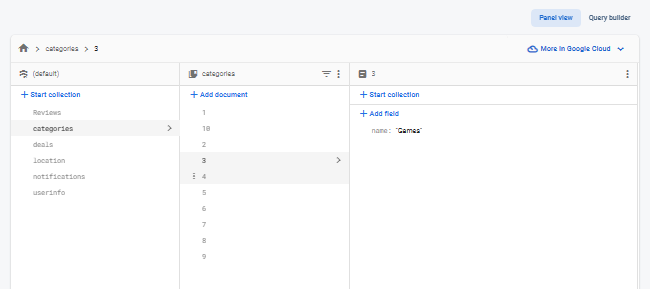 Panel view Query builder
categories 3 More in Google Cloud
(default) categories 3
Start collection Add document Start collection
Reviews
categories
deals
location
notifications
userinfo
1
10
2
3
4
5
6
7
8
9
Add field
name: "Games"